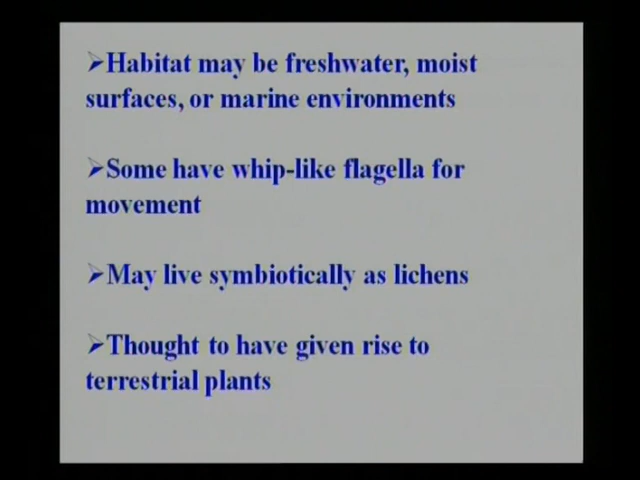 ➢Habitat may be freshwater, moist
surfaces, or marine environments
➢Some have whip-like flagella for
movement
➢May live symbiotically as lichens
➢Thought to have given rise to
terrestrial plants